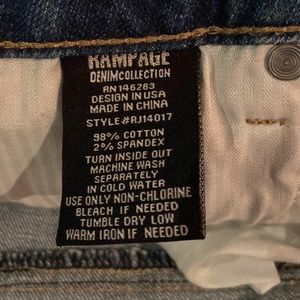 RAMPAGE
DENIMCOLLECTION
RN146263
DESIGN IN USA
MADE IN CHINA
STYLE#RJ14017
98% COTTON
2% SPANDEX
TURN INSIDE OUT
MACHINE WASH
SEPARATELY
IN COLD WATER
USE ONLY NON-CHLORINE
BLEACH IF NEEDED
TUMBLE DRY LOW
WARM IRON IF NEEDED